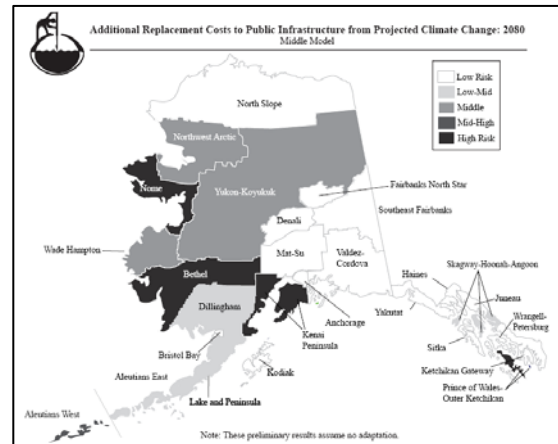 Additional Replacement Costs to Public Infrastructure from Projected Climate Change: 2080
Middle Model
Low Risk
Low-Mid
Middle
Mid-High
High Risk
North Slope
Northwest Arctic
Nome
Yukon-Koyukuk
Fairbanks North Star
Southeast Fairbanks
Denali
Wade Hampton
Mat-Su
Valdez-
Cordova
Bethel
Skagway-Hoonah-Angoon
Haines
Juneau
Dillingham
Anchorage
Yakutat
Wrangell-
Petersburg
Kenai
Peninsula
Sitka
Bristol Bay
Kodiak
Ketchikan Gateway
Aleutians East
Lake and Peninsula
Prince of Wales-
Outer Ketchikan
Aleutians West
Note: These preliminary results assume no adaptation.